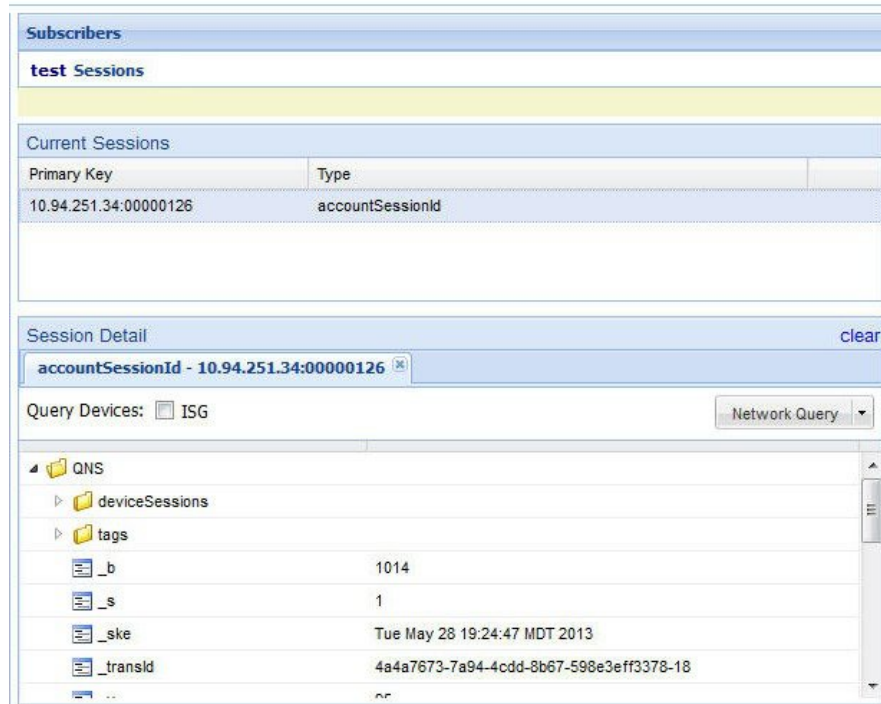 Subscribers
test Sessions
Current Sessions
Primary Key Type
10.94.251.34:00000126 accountSessionId
Session Detail clear
accountSessionId - 10.94.251.34:00000126
Query Devices: ISG Network Query
QNS
deviceSessions
tags
_b 1014
_s 1
_ske Tue May 28 19:24:47 MDT 2013
_transId 4a4a7673-7a94-4cdd-8b67-598e3eff3378-18